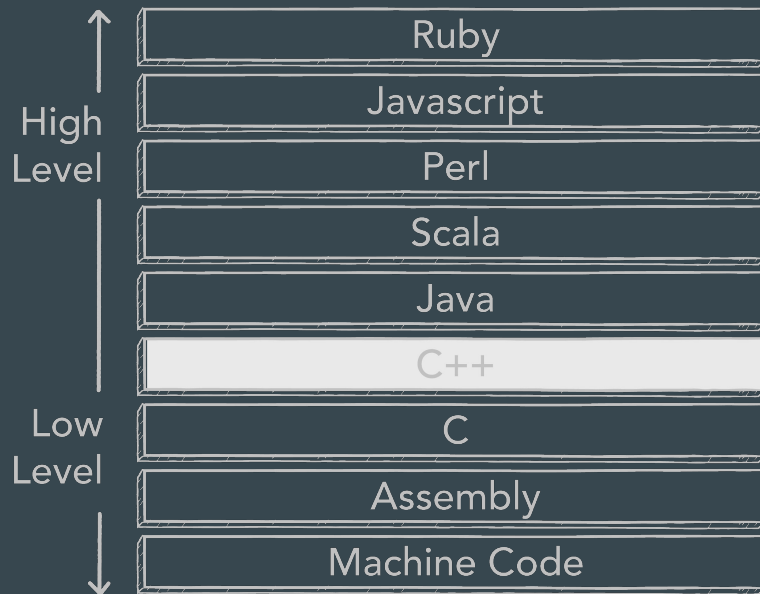 Ruby
Javascript
High
Level
Perl
Scala
Java
C++
Low
Level
C
Assembly
Machine Code